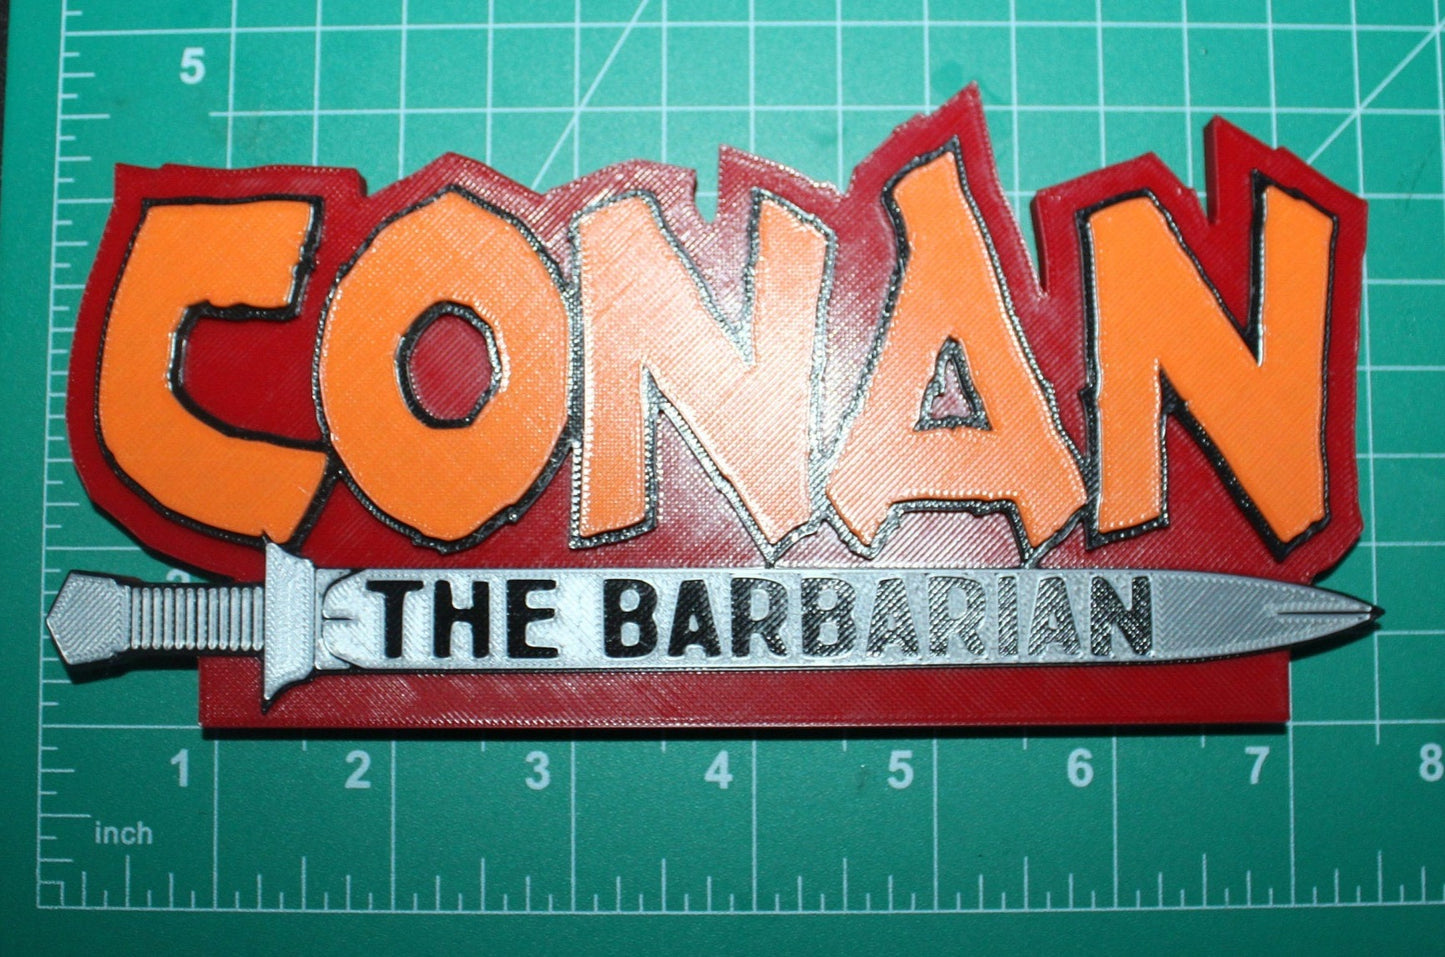 5
CONAN
THE BARBARIAN
1 2 3 4 5 6 7 8
inch